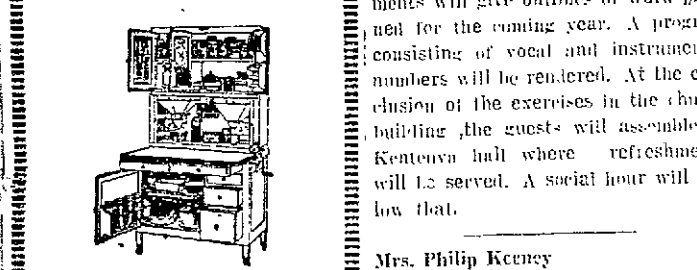 ments will give outlines of work
ned for the coming year. A prog
consisting of vocal and instrume
numbers will be rendered. At the c
clusion of the exercises in the chu
building ,the guests will assemble
Kentenva hall where refreshme
will be served. A social hour will
low that.
Mrs. Philip Keeney